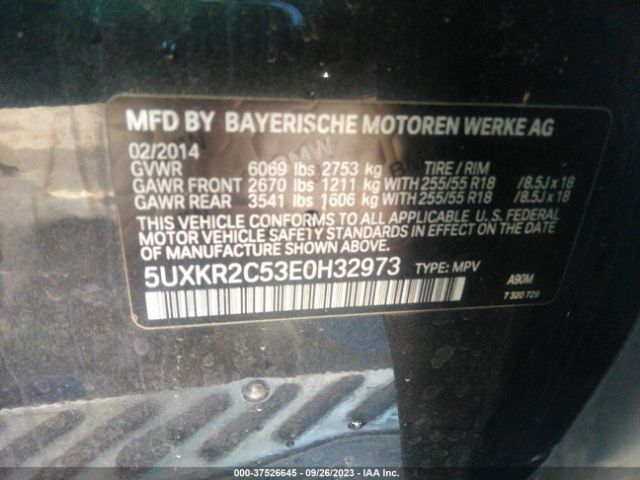 MFD BY BAYERISCHE MOTOREN WERKE AG
02/2014
GVWR 6069 lbs 2753 kg TIRE / RIM
GAWR FRONT 2670 lbs 1211 kg WITH 255/55 R18 /8.5J x 18
GAWR REAR 3541 lbs 1606 kg WITH 255/55 R18 /8.5J x 18
THIS VEHICLE CONFORMS TO ALL APPLICABLE U. S. FEDERAL
MOTOR VEHICLE SAFETY STANDARDS IN EFFECT ON THE
DATE OF MANUFACTURE SHOWN ABOVE.
5UXKR2C53E0H32973 TYPE: MPV A90M
7 320 729
000-37526645 - 09/26/2023 - IAA Inc.